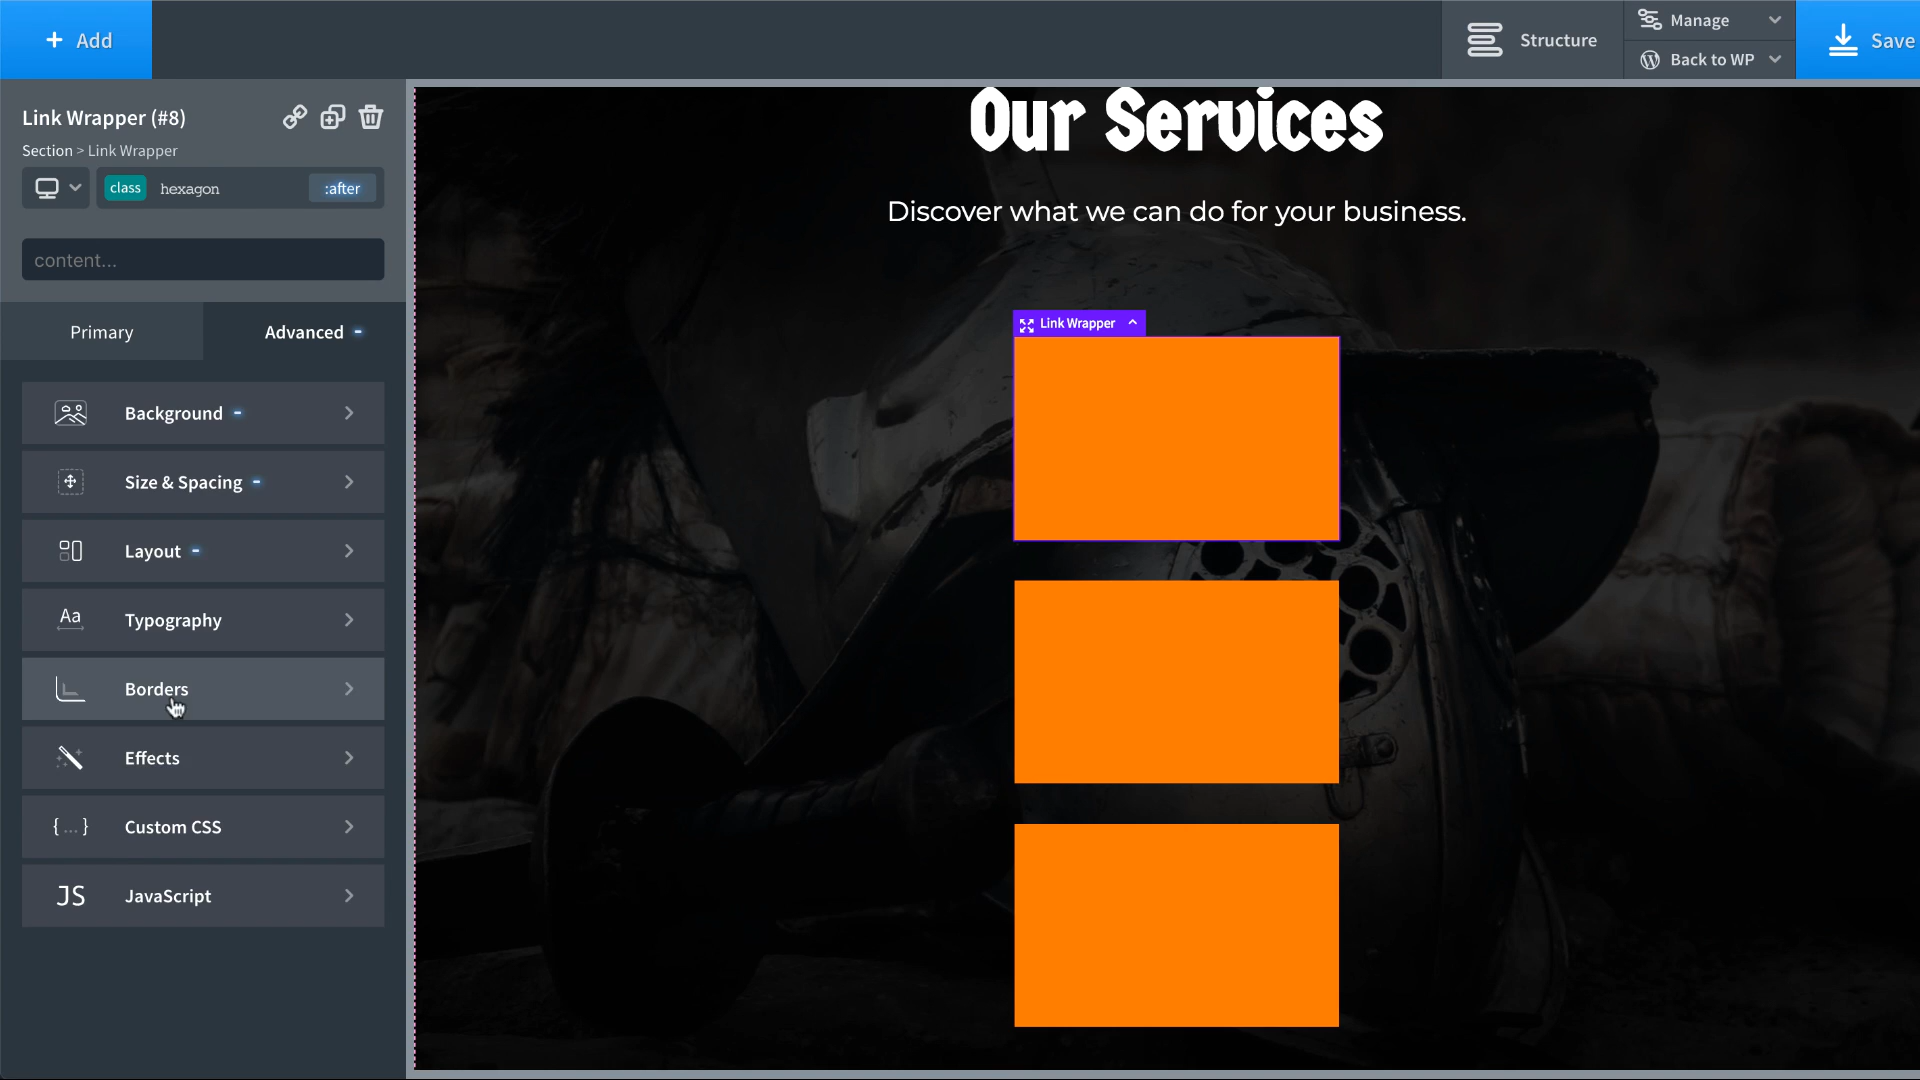 + Add
Structure
Manage
Back to WP
Save
Link Wrapper (#8)
Section > Link Wrapper
class hexagon :after
content...
Primary
Advanced -
Background -
Size & Spacing -
Layout -
Aa Typography
Borders
Effects
{...} Custom CSS
JS JavaScript
Our Services
Discover what we can do for your business.
Link Wrapper